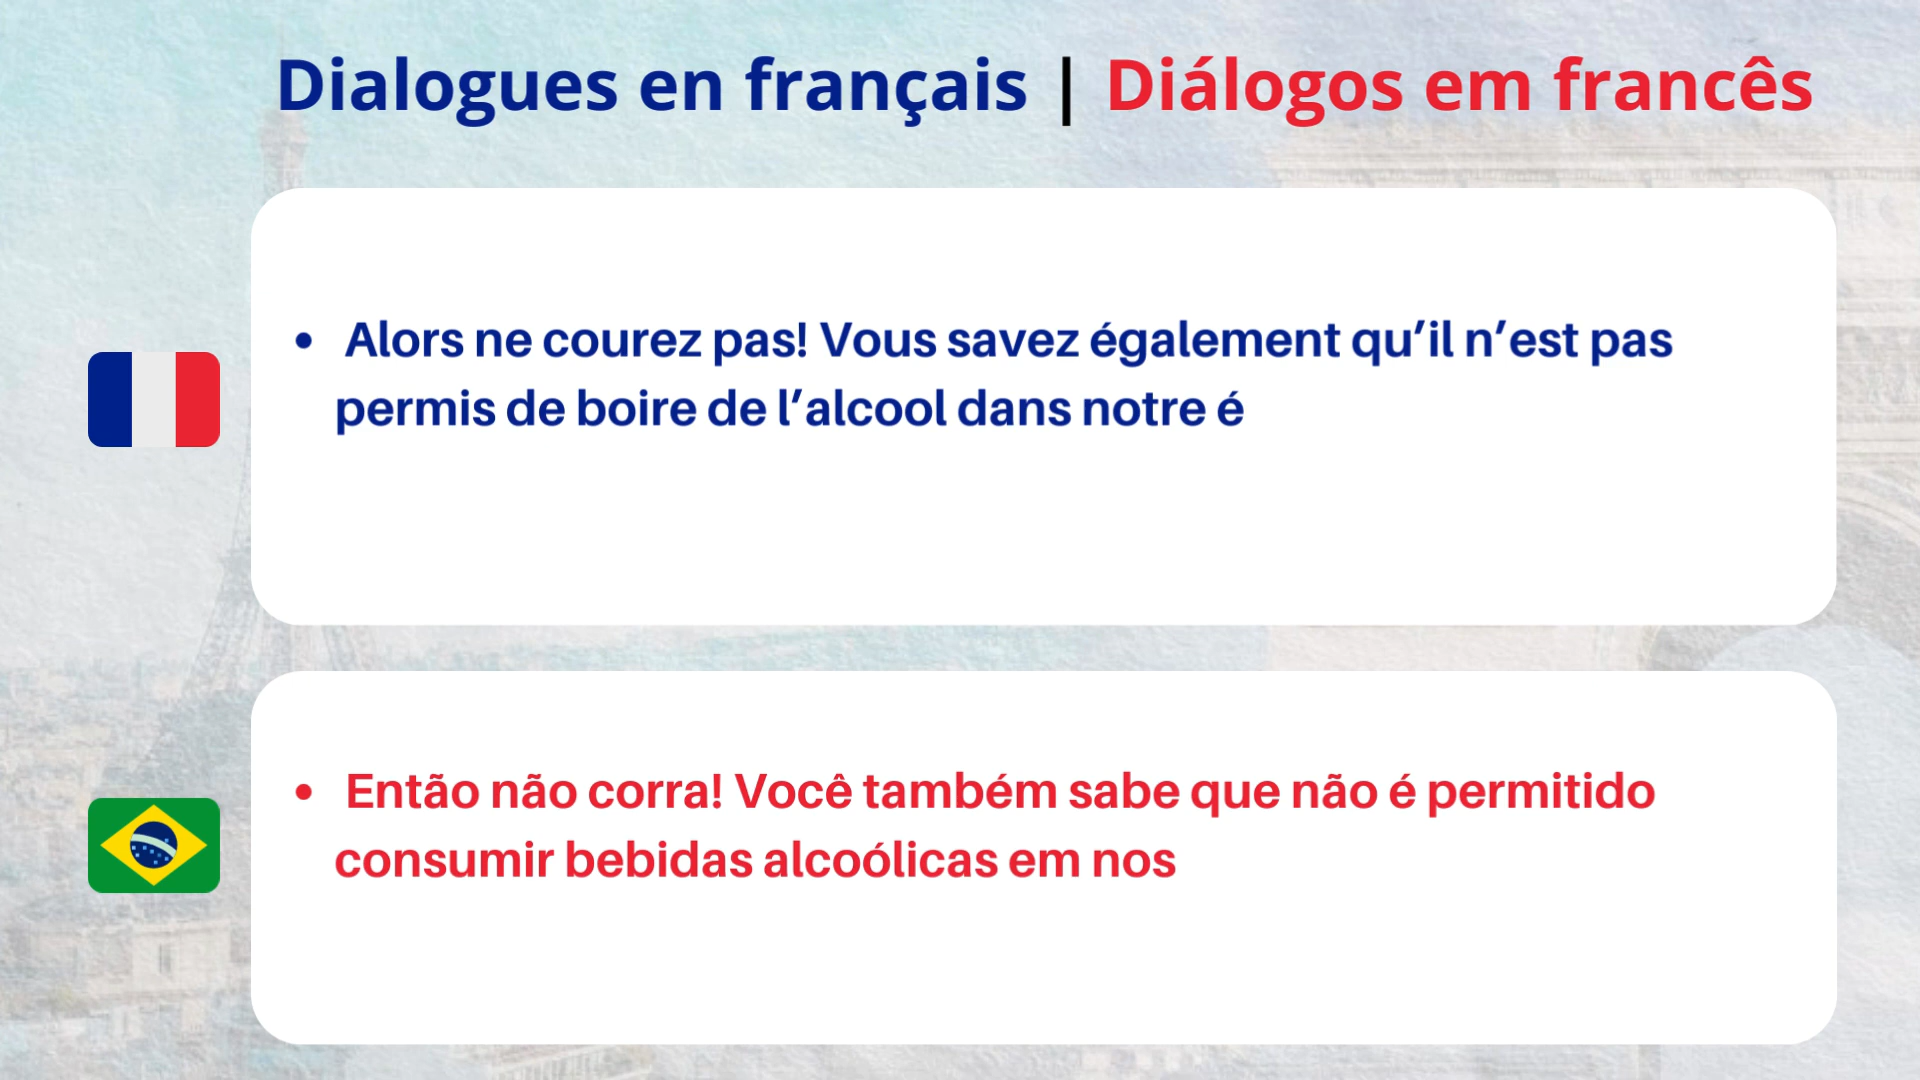 Dialogues en français | Diálogos em francês
• Alors ne courez pas! Vous savez également qu’il n’est pas
permis de boire de l’alcool dans notre é
• Então não corra! Você também sabe que não é permitido
consumir bebidas alcoólicas em nos